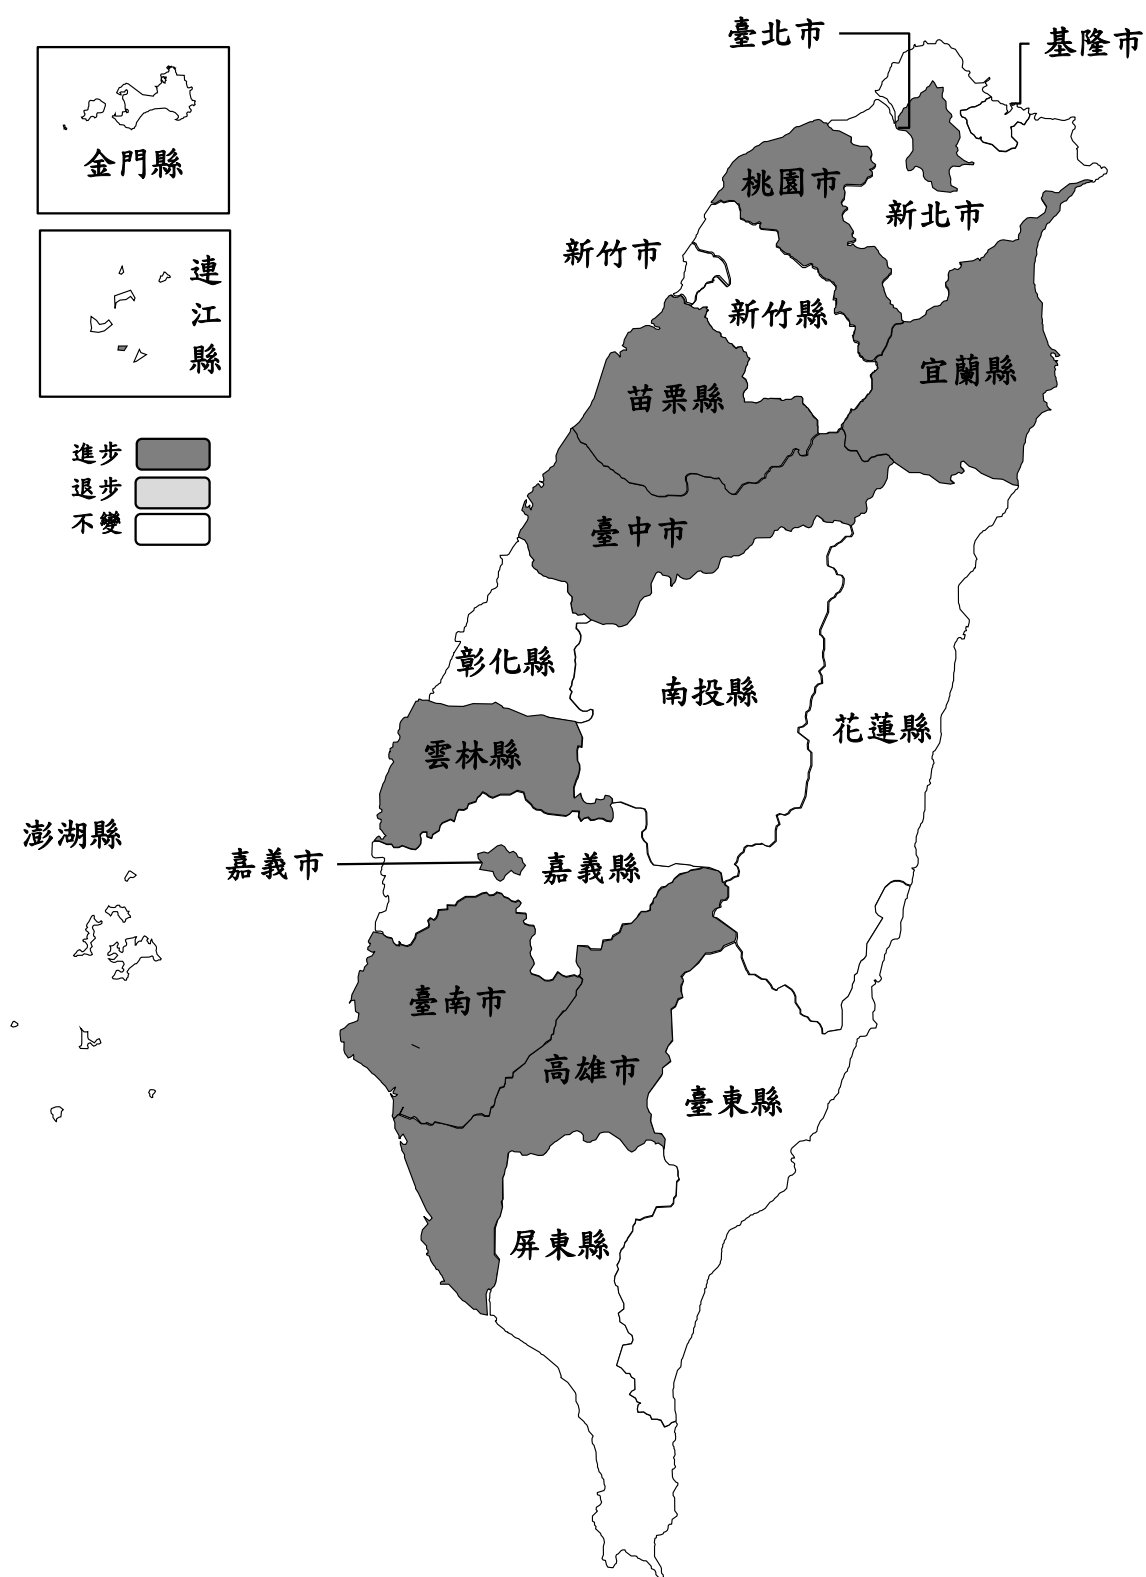 臺北市
基隆市
金門縣
桃園市
新北市
新竹市
連江縣
新竹縣
宜蘭縣
苗栗縣
進步
退步
不變
臺中市
彰化縣
南投縣
花蓮縣
雲林縣
澎湖縣
嘉義市
嘉義縣
臺南市
高雄市
臺東縣
屏東縣